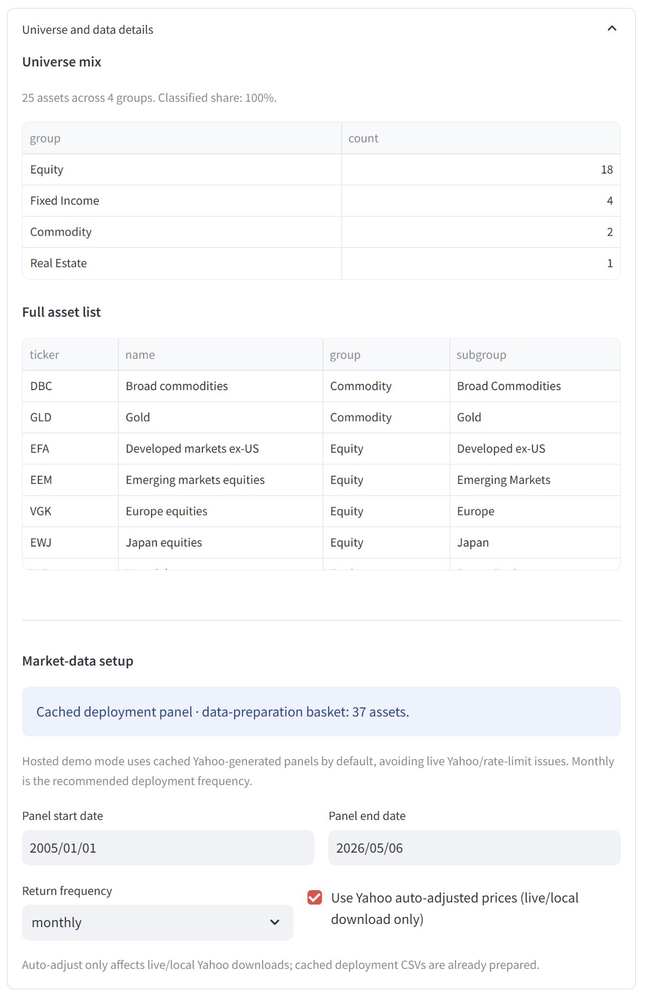 Universe and data details
Universe mix
25 assets across 4 groups. Classified share: 100%.
group count
Equity 18
Fixed Income 4
Commodity 2
Real Estate 1
Full asset list
ticker name group subgroup
DBC Broad commodities Commodity Broad Commodities
GLD Gold Commodity Gold
EFA Developed markets ex-US Equity Developed ex-US
EEM Emerging markets equities Equity Emerging Markets
VGK Europe equities Equity Europe
EWJ Japan equities Equity Japan
Market-data setup
Cached deployment panel · data-preparation basket: 37 assets.
Hosted demo mode uses cached Yahoo-generated panels by default, avoiding live Yahoo/rate-limit issues. Monthly
is the recommended deployment frequency.
Panel start date Panel end date
2005/01/01 2026/05/06
Return frequency
monthly
Use Yahoo auto-adjusted prices (live/local
download only)
Auto-adjust only affects live/local Yahoo downloads; cached deployment CSVs are already prepared.